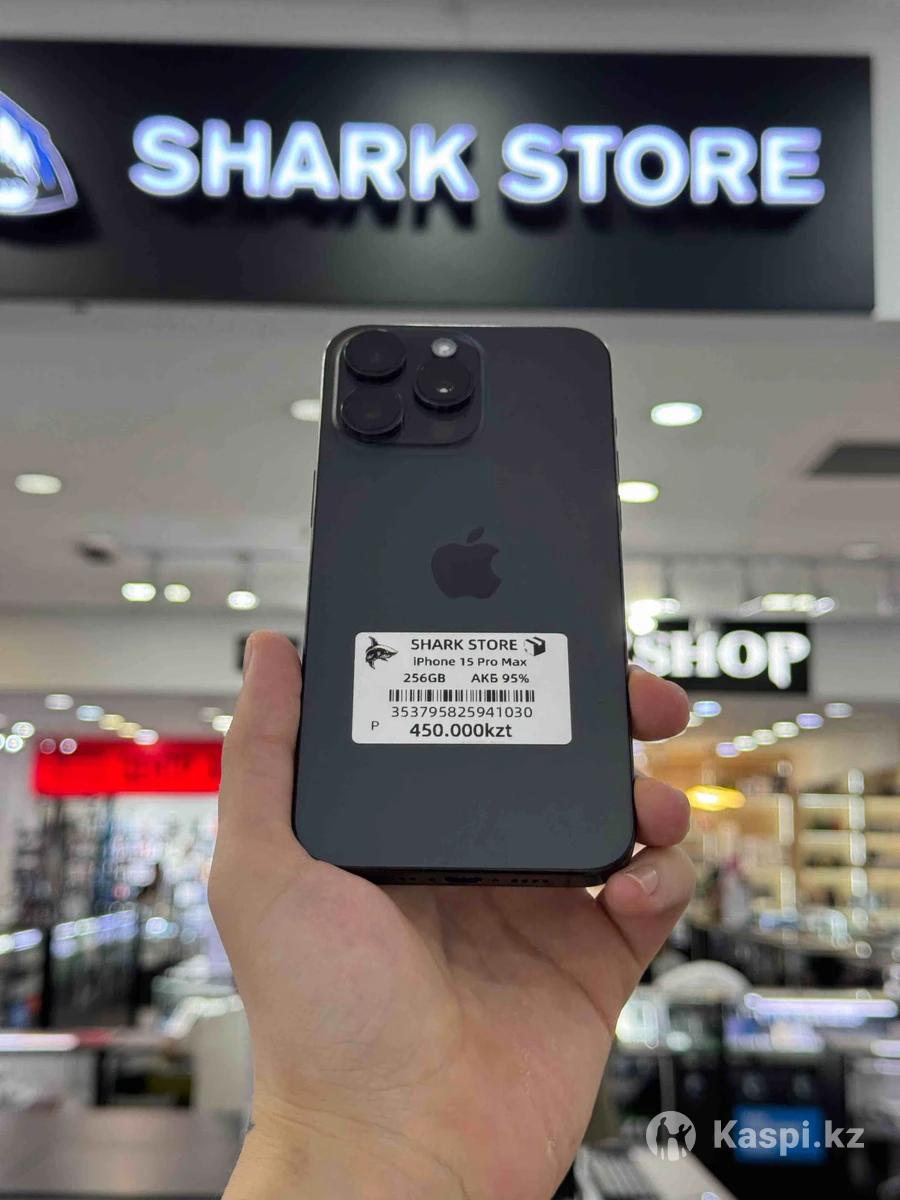 SHARK STORE
SHOP
SHARK STORE
iPhone 15 Pro Max
256GB АКБ 95%
353795825941030
P 450.000kzt
Kaspi.kz